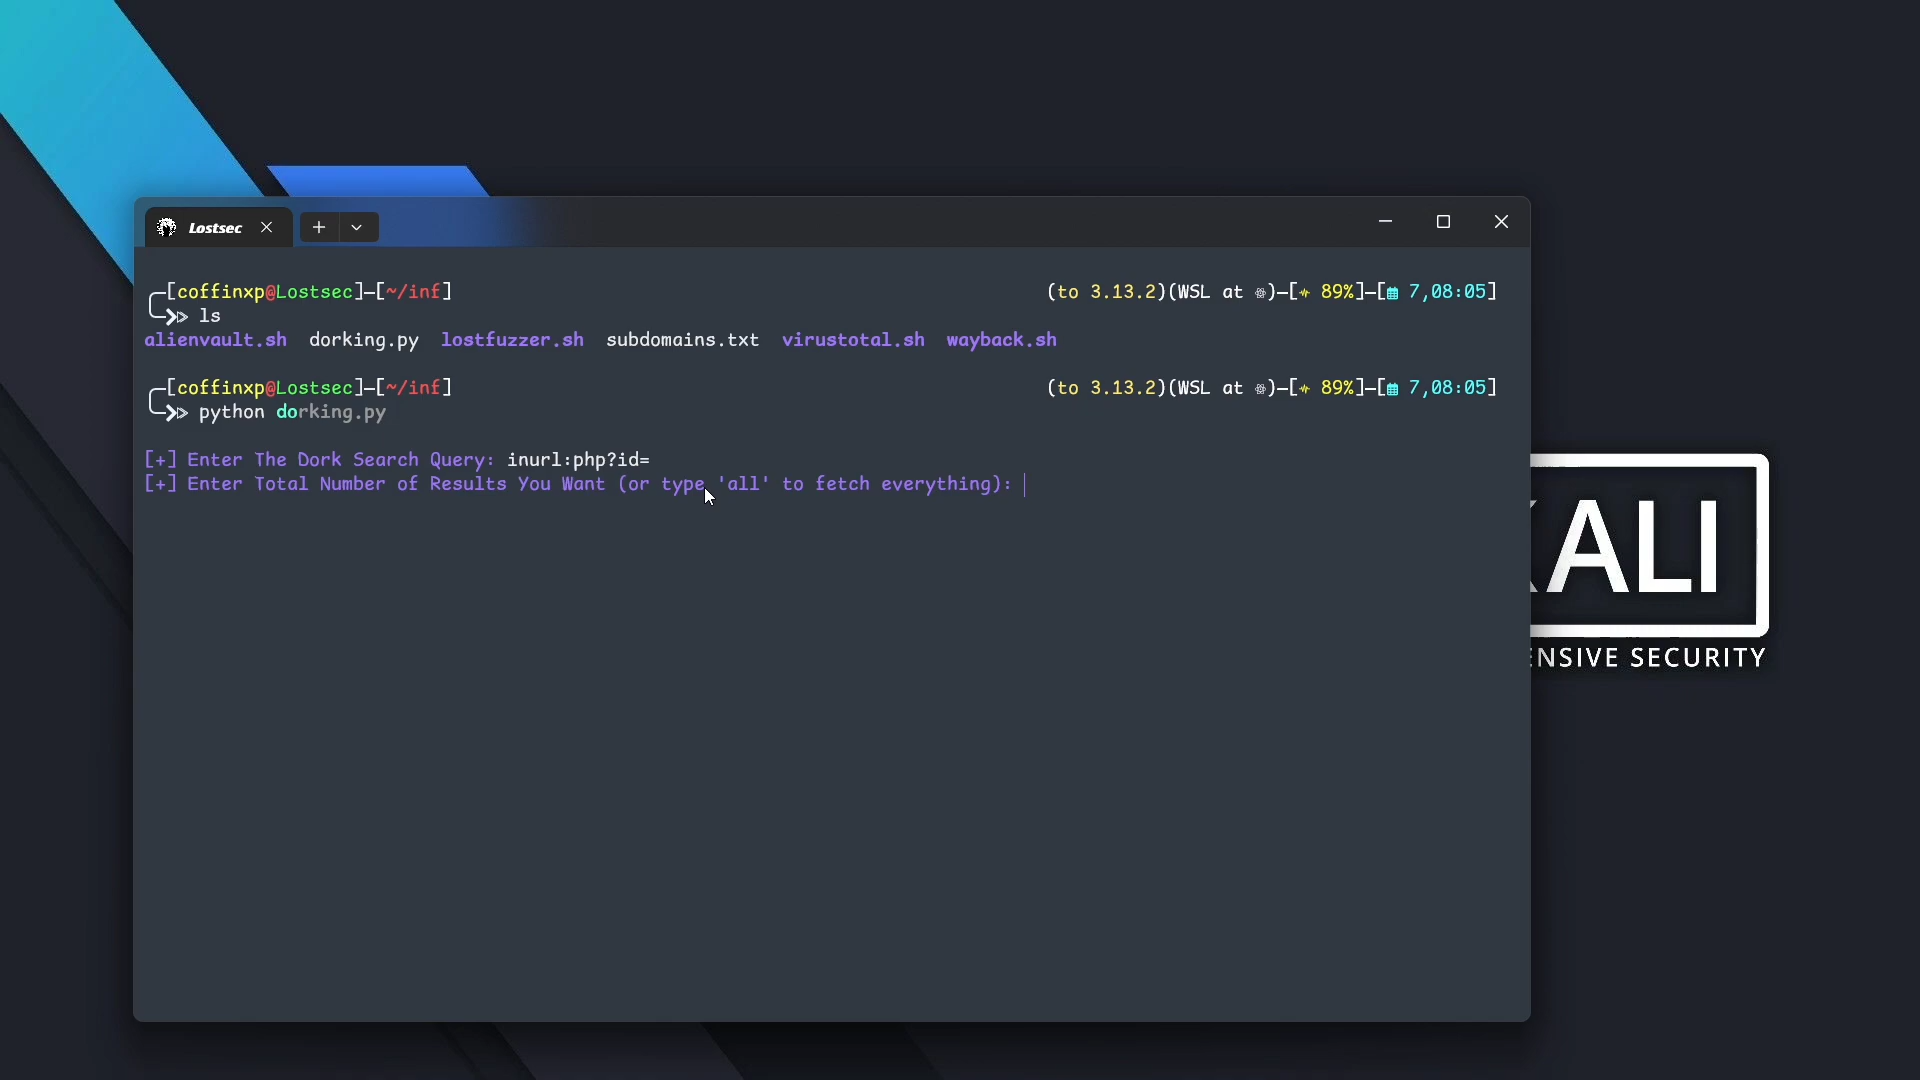 Lostsec
[coffinxp@Lostsec]-[~/inf] (to 3.13.2)(WSL at )-[ 89%]-[ 7,08:05]
ls
alienvault.sh dorking.py lostfuzzer.sh subdomains.txt virustotal.sh wayback.sh
[coffinxp@Lostsec]-[~/inf] (to 3.13.2)(WSL at )-[ 89%]-[ 7,08:05]
python dorking.py
[+] Enter The Dork Search Query: inurl:php?id=
[+] Enter Total Number of Results You Want (or type 'all' to fetch everything):
ALI
ENSIVE SECURITY